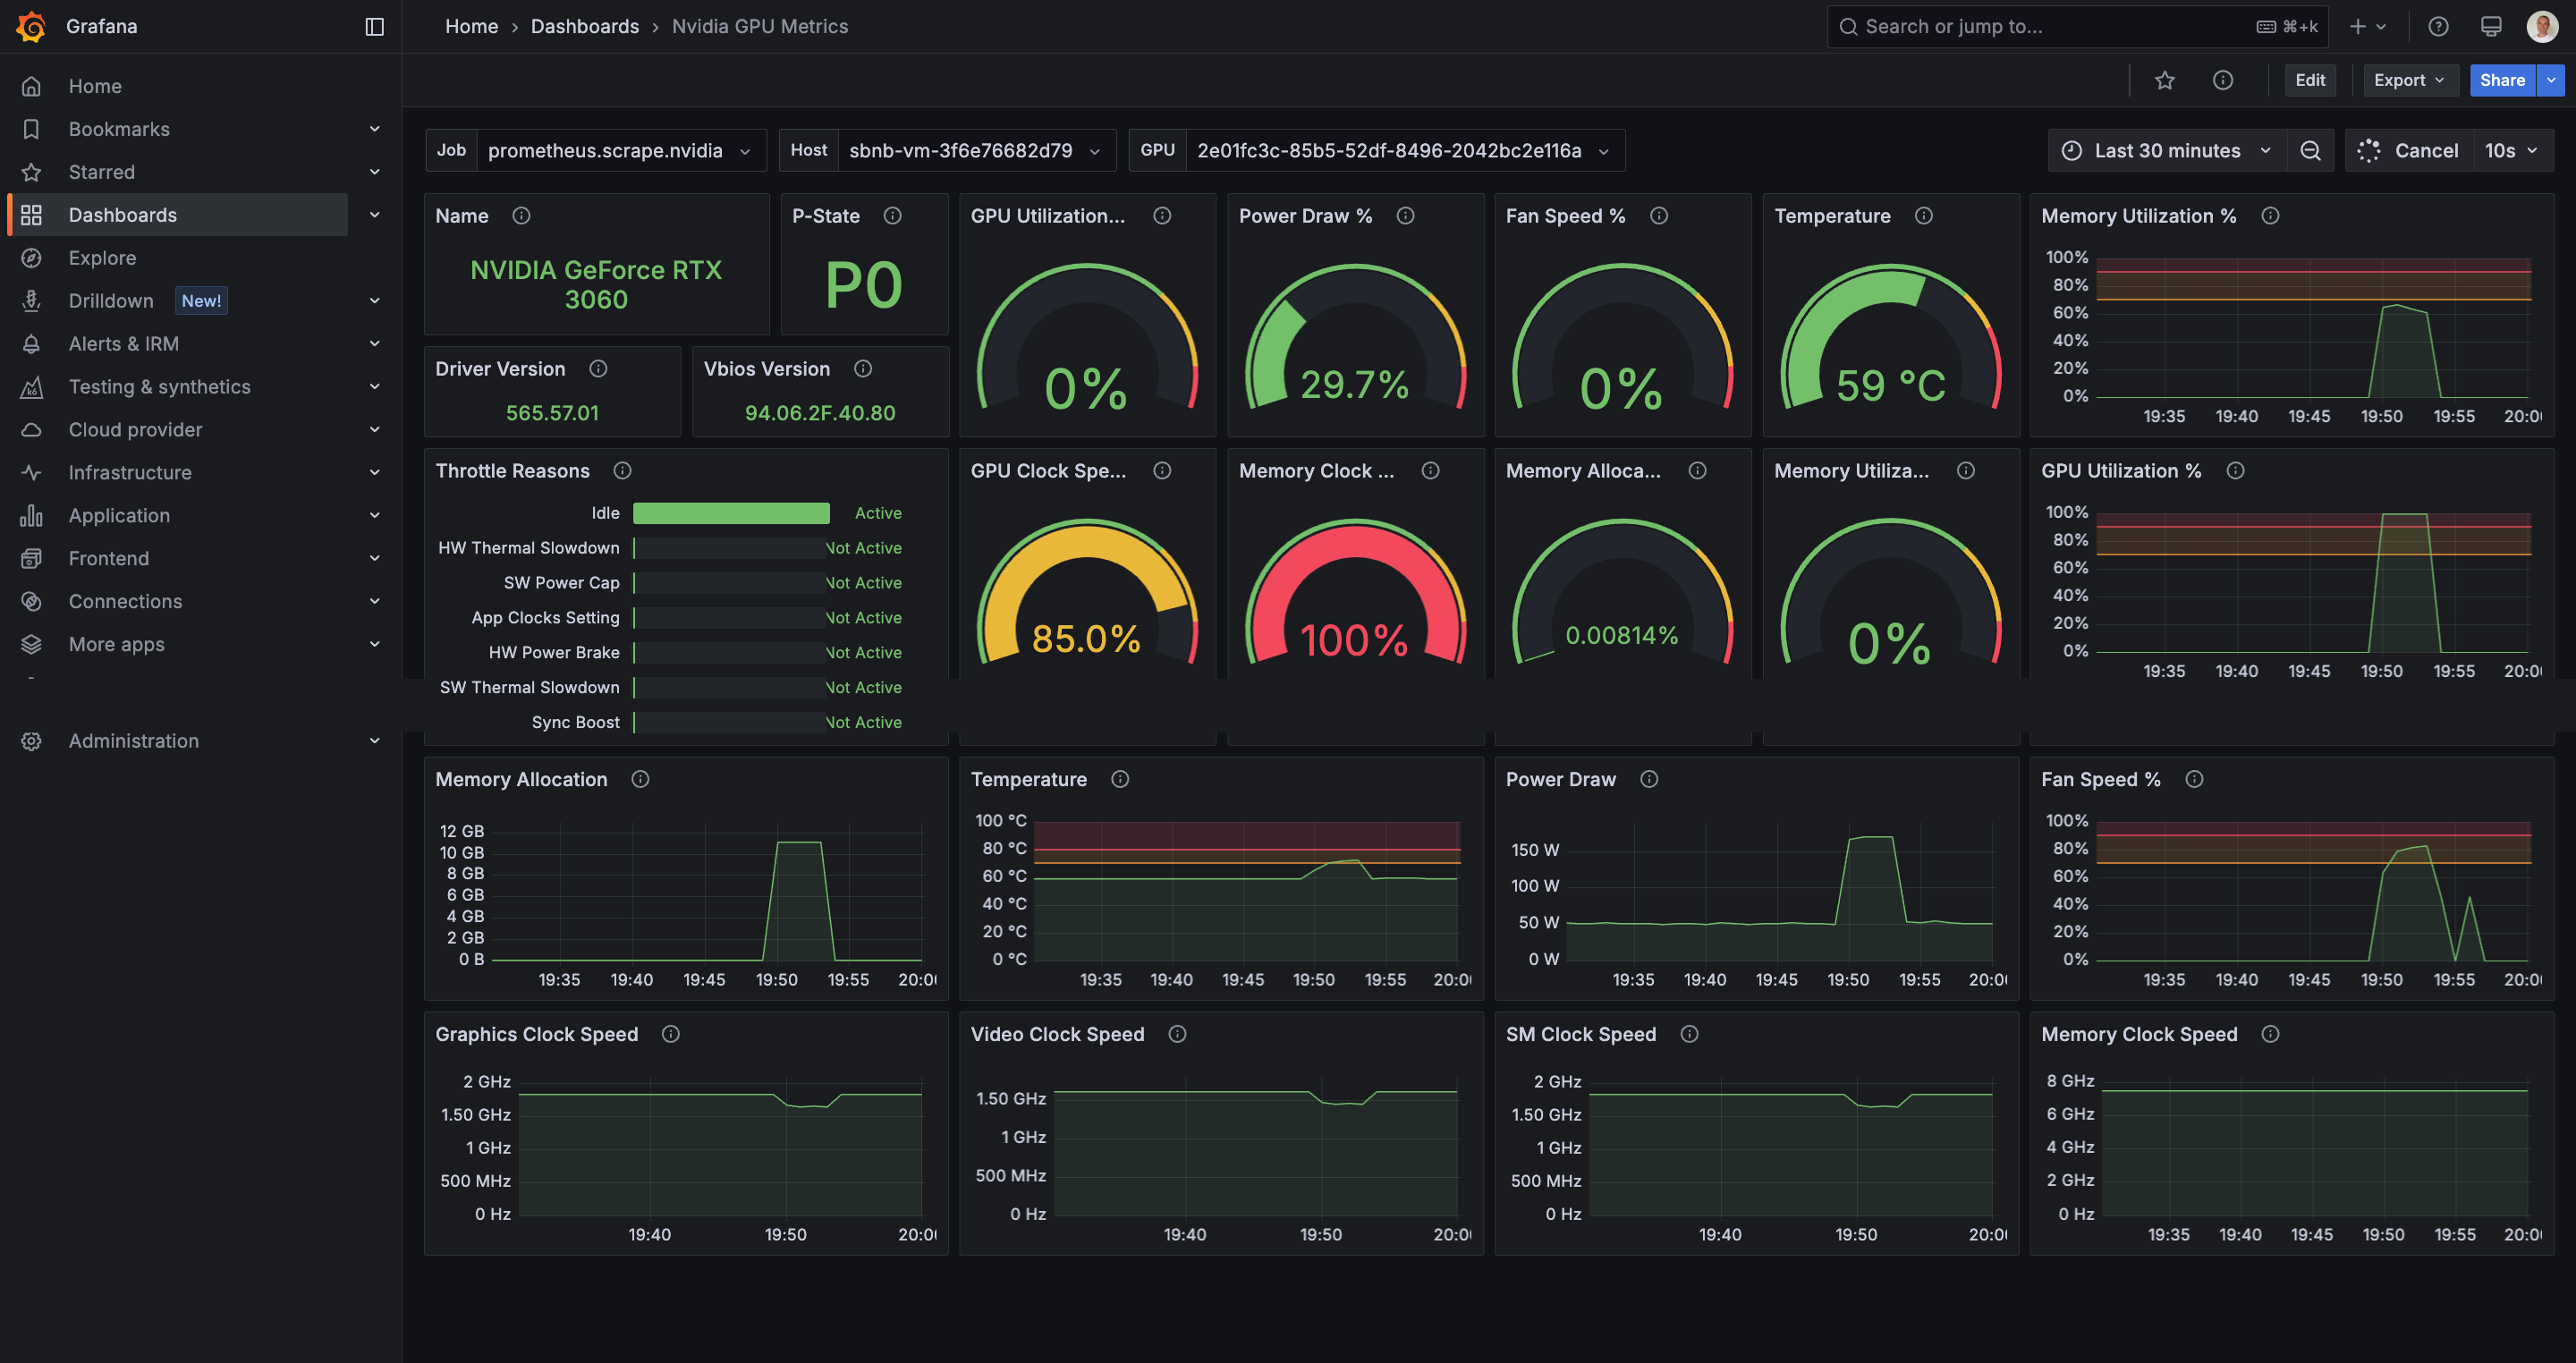 Grafana
Home › Dashboards › Nvidia GPU Metrics
Search or jump to...
⌘+k
Home
Bookmarks
Starred
Dashboards
Explore
Drilldown New!
Alerts & IRM
Testing & synthetics
Cloud provider
Infrastructure
Application
Frontend
Connections
More apps
Administration
Edit
Export
Share
Job prometheus.scrape.nvidia
Host sbnb-vm-3f6e76682d79
GPU 2e01fc3c-85b5-52df-8496-2042bc2e116a
Last 30 minutes
Cancel
10s
Name
NVIDIA GeForce RTX
3060
P-State
P0
Driver Version
565.57.01
Vbios Version
94.06.2F.40.80
GPU Utilization...
0%
Power Draw %
29.7%
Fan Speed %
0%
Temperature
59 °C
Memory Utilization %
100%
80%
60%
40%
20%
0%
19:35 19:40 19:45 19:50 19:55 20:0
Throttle Reasons
Idle Active
HW Thermal Slowdown Not Active
SW Power Cap Not Active
App Clocks Setting Not Active
HW Power Brake Not Active
SW Thermal Slowdown Not Active
Sync Boost Not Active
GPU Clock Spe...
85.0%
Memory Clock ...
100%
Memory Alloca...
0.00814%
Memory Utiliza...
0%
GPU Utilization %
100%
80%
60%
40%
20%
0%
19:35 19:40 19:45 19:50 19:55 20:0
Memory Allocation
12 GB
10 GB
8 GB
6 GB
4 GB
2 GB
0 B
19:35 19:40 19:45 19:50 19:55 20:0
Temperature
100 °C
80 °C
60 °C
40 °C
20 °C
0 °C
19:35 19:40 19:45 19:50 19:55 20:0
Power Draw
150 W
100 W
50 W
0 W
19:35 19:40 19:45 19:50 19:55 20:0
Fan Speed %
100%
80%
60%
40%
20%
0%
19:35 19:40 19:45 19:50 19:55 20:0
Graphics Clock Speed
2 GHz
1.50 GHz
1 GHz
500 MHz
0 Hz
19:40 19:50 20:0
Video Clock Speed
1.50 GHz
1 GHz
500 MHz
0 Hz
19:40 19:50 20:0
SM Clock Speed
2 GHz
1.50 GHz
1 GHz
500 MHz
0 Hz
19:40 19:50 20:0
Memory Clock Speed
8 GHz
6 GHz
4 GHz
2 GHz
0 Hz
19:35 19:40 19:45 19:50 19:55 20:0